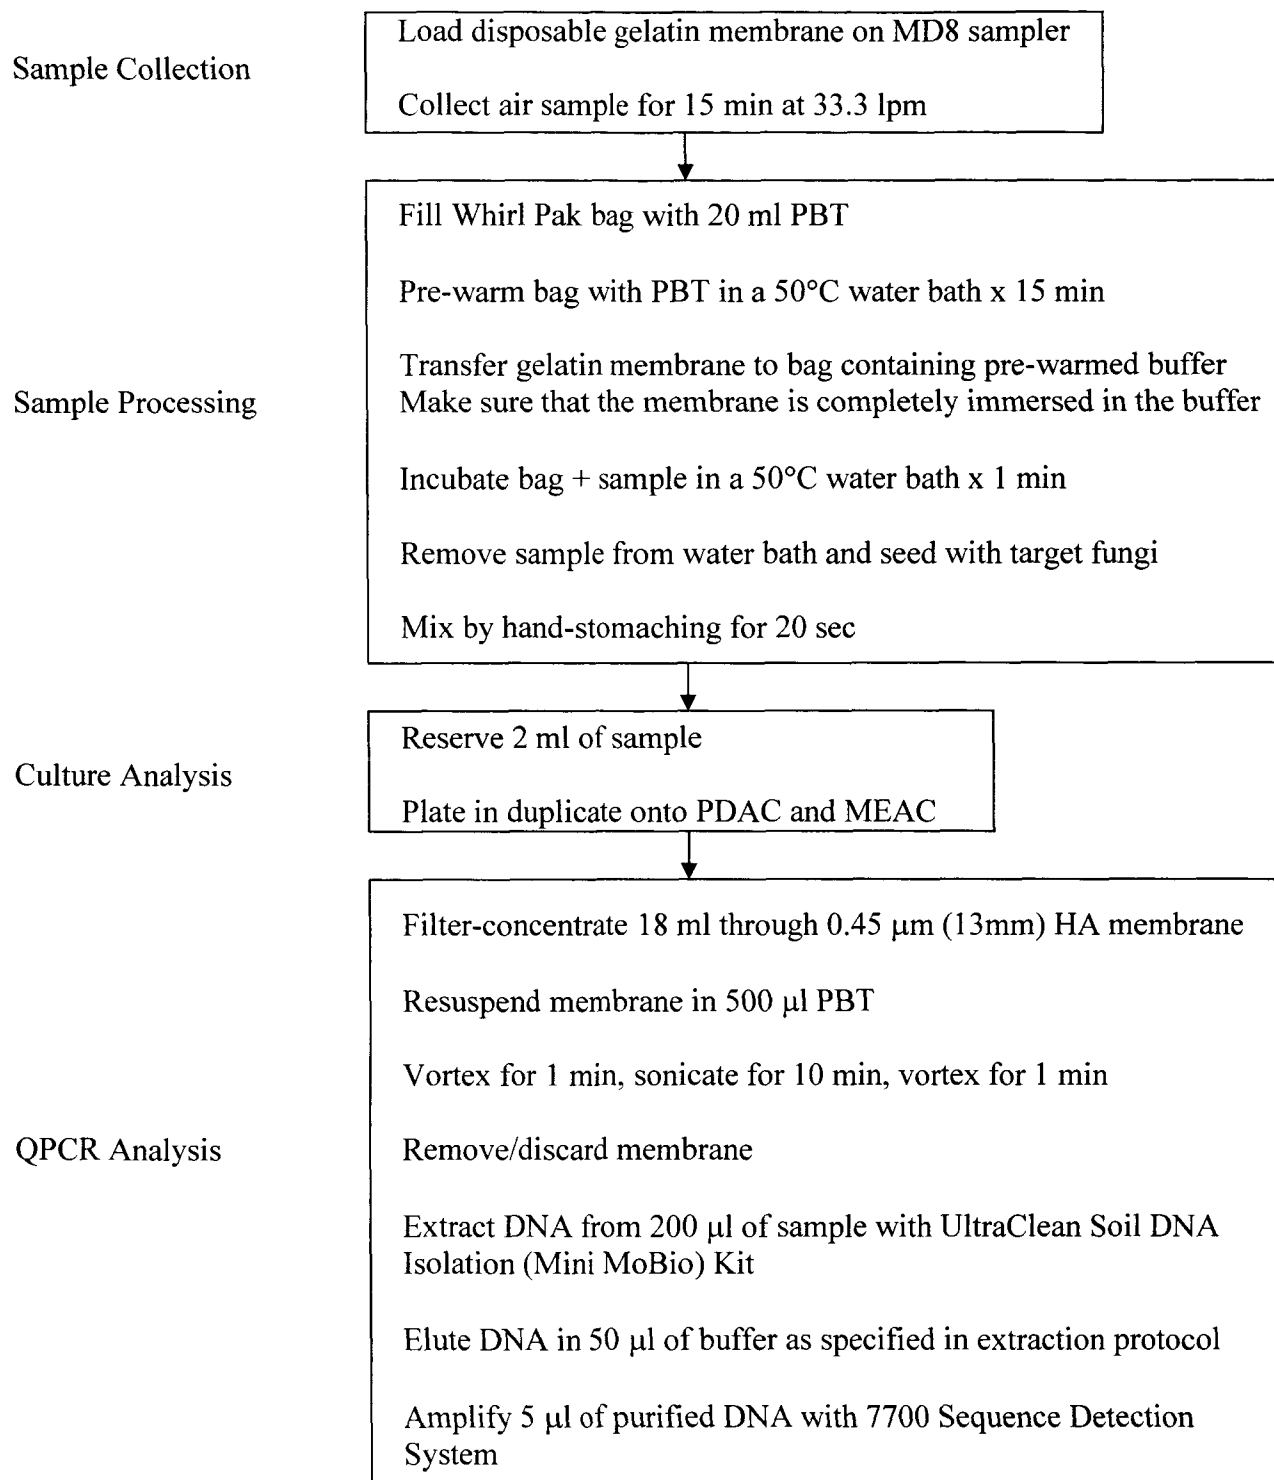 Sample Collection
Load disposable gelatin membrane on MD8 sampler
Collect air sample for 15 min at 33.3 lpm
Sample Processing
Fill Whirl Pak bag with 20 ml PBT
Pre-warm bag with PBT in a 50°C water bath x 15 min
Transfer gelatin membrane to bag containing pre-warmed buffer
Make sure that the membrane is completely immersed in the buffer
Incubate bag + sample in a 50°C water bath x 1 min
Remove sample from water bath and seed with target fungi
Mix by hand-stomaching for 20 sec
Culture Analysis
Reserve 2 ml of sample
Plate in duplicate onto PDAC and MEAC
QPCR Analysis
Filter-concentrate 18 ml through 0.45 μm (13mm) HA membrane
Resuspend membrane in 500 μl PBT
Vortex for 1 min, sonicate for 10 min, vortex for 1 min
Remove/discard membrane
Extract DNA from 200 μl of sample with UltraClean Soil DNA
Isolation (Mini MoBio) Kit
Elute DNA in 50 μl of buffer as specified in extraction protocol
Amplify 5 μl of purified DNA with 7700 Sequence Detection
System